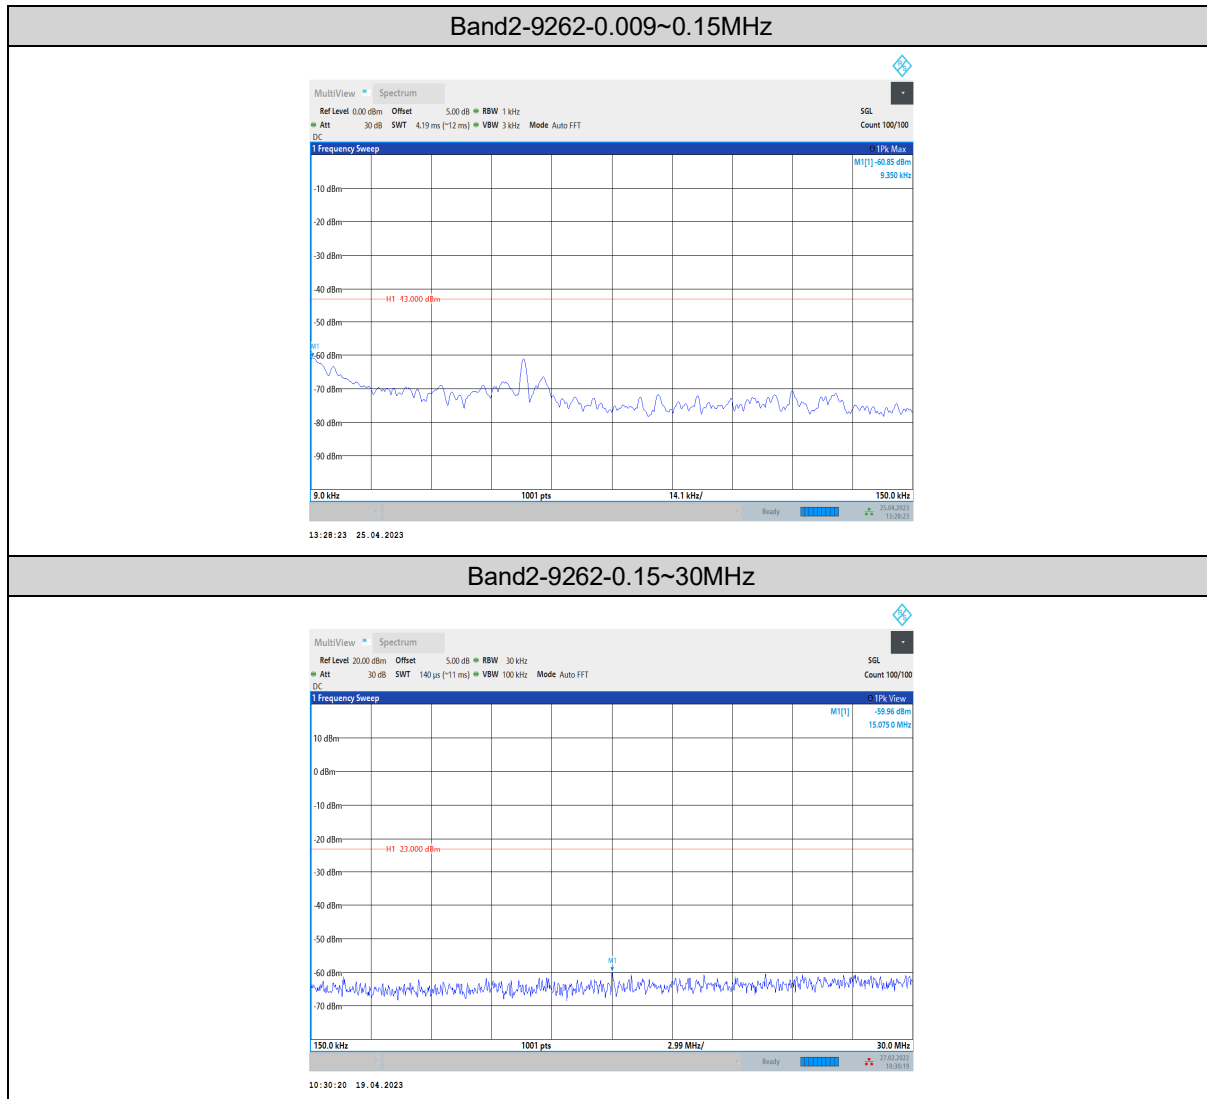 Band2-9262-0.009~0.15MHz
MultiView Spectrum
Ref Level 0.00 dBm Offset 5.00 dB RBW 1 kHz SGL
Att 30 dB SWT 4.19 ms (~12 ms) VBW 3 kHz Mode Auto FFT Count 100/100
DC
1 Frequency Sweep 1Pk Max
M1[1] -60.85 dBm
9.350 kHz
-10 dBm
-20 dBm
-30 dBm
-40 dBm
H1 43.000 dBm
-50 dBm
M1
-60 dBm
-70 dBm
-80 dBm
-90 dBm
9.0 kHz 1001 pts 14.1 kHz/ 150.0 kHz
Ready 25.04.2023
13:28:23
13:28:23 25.04.2023
Band2-9262-0.15~30MHz
MultiView Spectrum
Ref Level 20.00 dBm Offset 5.00 dB RBW 30 kHz SGL
Att 30 dB SWT 140 µs (~11 ms) VBW 100 kHz Mode Auto FFT Count 100/100
DC
1 Frequency Sweep 1Pk View
M1[1] -59.96 dBm
15.075 0 MHz
10 dBm
0 dBm
-10 dBm
-20 dBm
H1 23.000 dBm
-30 dBm
-40 dBm
-50 dBm
M1
-60 dBm
-70 dBm
150.0 kHz 1001 pts 2.99 MHz/ 30.0 MHz
Ready 27.02.2022
10:30:19
10:30:20 19.04.2023